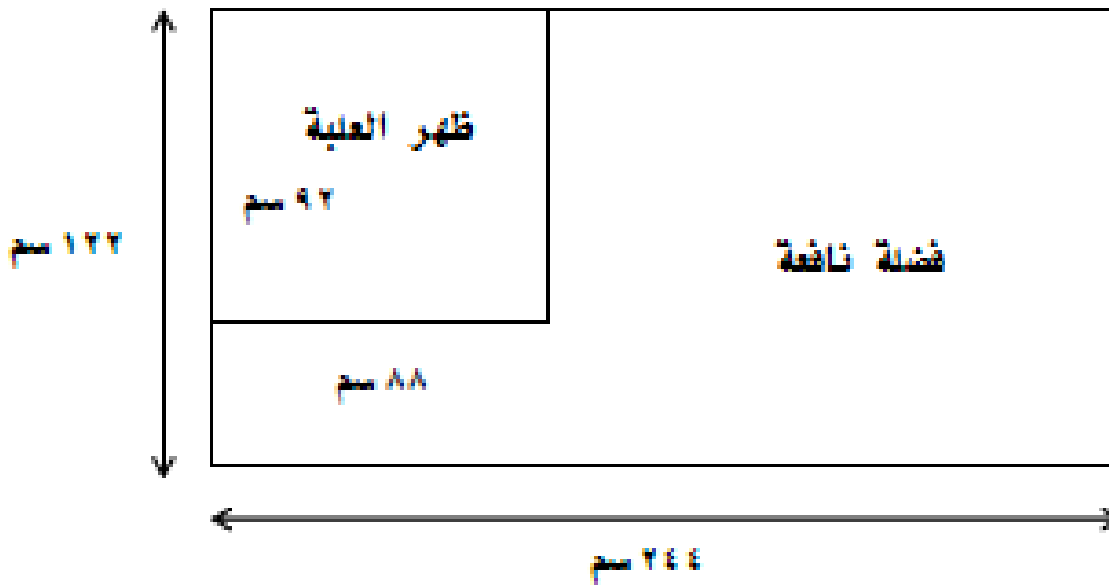 ظهر العلبة
٩٢ سم
١٢٢ سم
فضلة نافعة
٨٨ سم
٢٤٤ سم